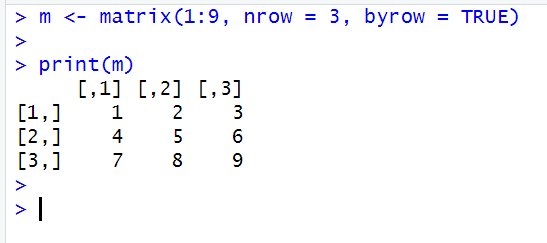 > m <- matrix(1:9, nrow = 3, byrow = TRUE)
>
> print(m)
     [,1] [,2] [,3]
[1,]    1    2    3
[2,]    4    5    6
[3,]    7    8    9
>
>